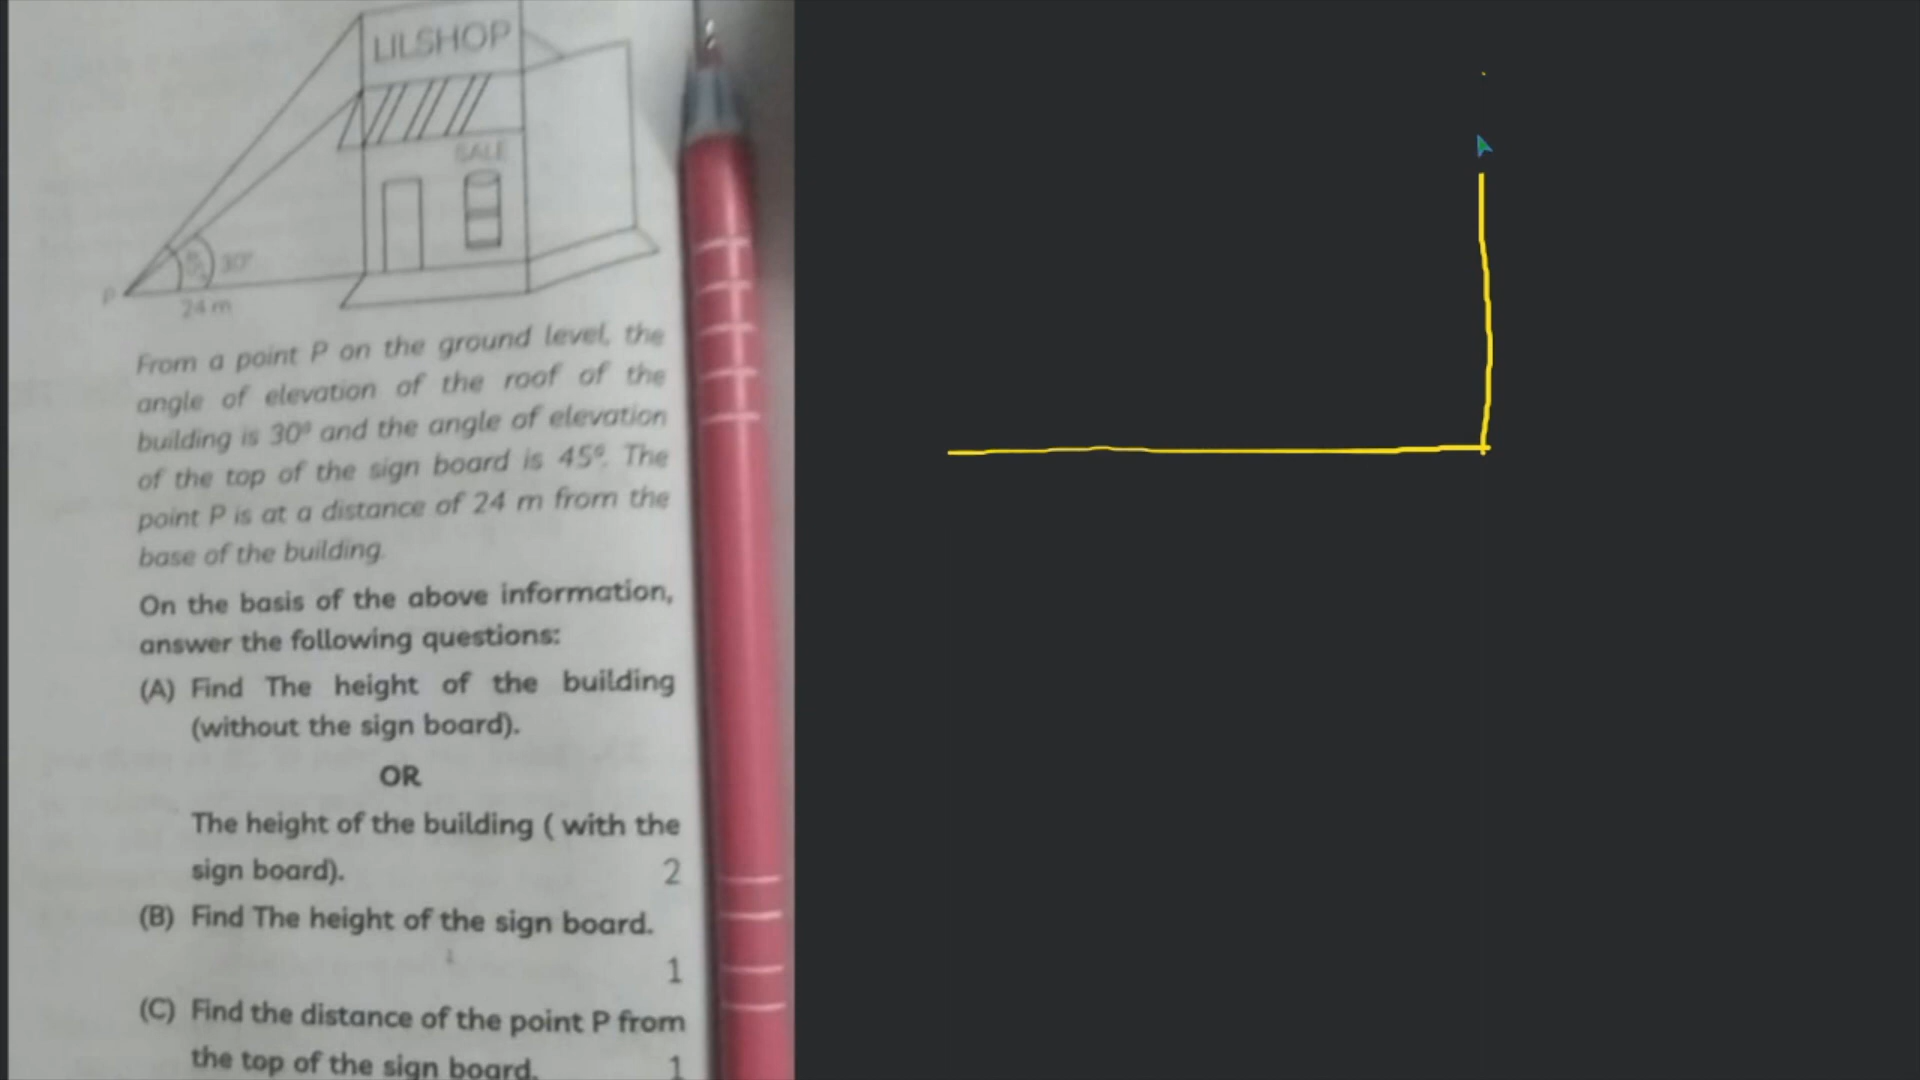 LILSHOP
SALE
30°
P
24 m
From a point P on the ground level, the
angle of elevation of the roof of the
building is 30° and the angle of elevation
of the top of the sign board is 45°. The
point P is at a distance of 24 m from the
base of the building.
On the basis of the above information,
answer the following questions:
(A) Find The height of the building
(without the sign board).
OR
The height of the building ( with the
sign board). 2
(B) Find The height of the sign board.
1
(C) Find the distance of the point P from
the top of the sign board. 1